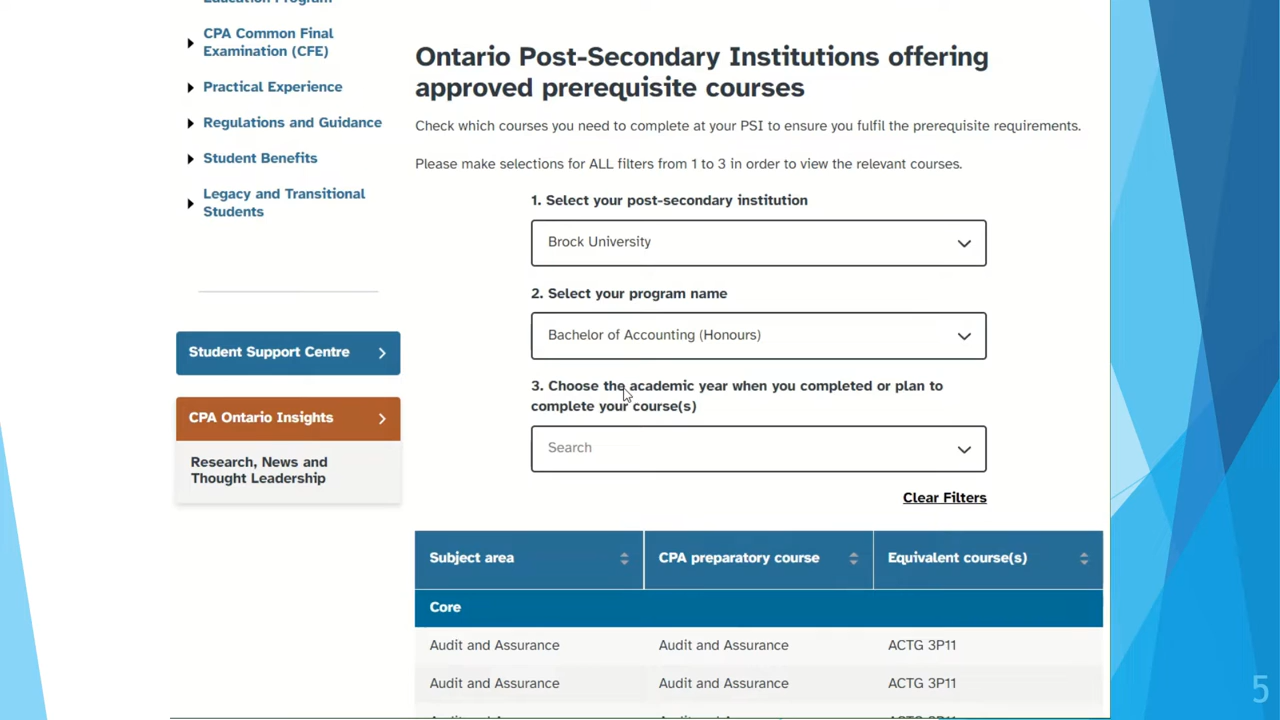 CPA Common Final
Examination (CFE)
Practical Experience
Regulations and Guidance
Student Benefits
Legacy and Transitional
Students
Student Support Centre
CPA Ontario Insights
Research, News and
Thought Leadership
Ontario Post-Secondary Institutions offering
approved prerequisite courses
Check which courses you need to complete at your PSI to ensure you fulfil the prerequisite requirements.
Please make selections for ALL filters from 1 to 3 in order to view the relevant courses.
1. Select your post-secondary institution
Brock University
2. Select your program name
Bachelor of Accounting (Honours)
3. Choose the academic year when you completed or plan to
complete your course(s)
Search
Clear Filters
Subject area CPA preparatory course Equivalent course(s)
Core
Audit and Assurance Audit and Assurance ACTG 3P11
Audit and Assurance Audit and Assurance ACTG 3P11
5